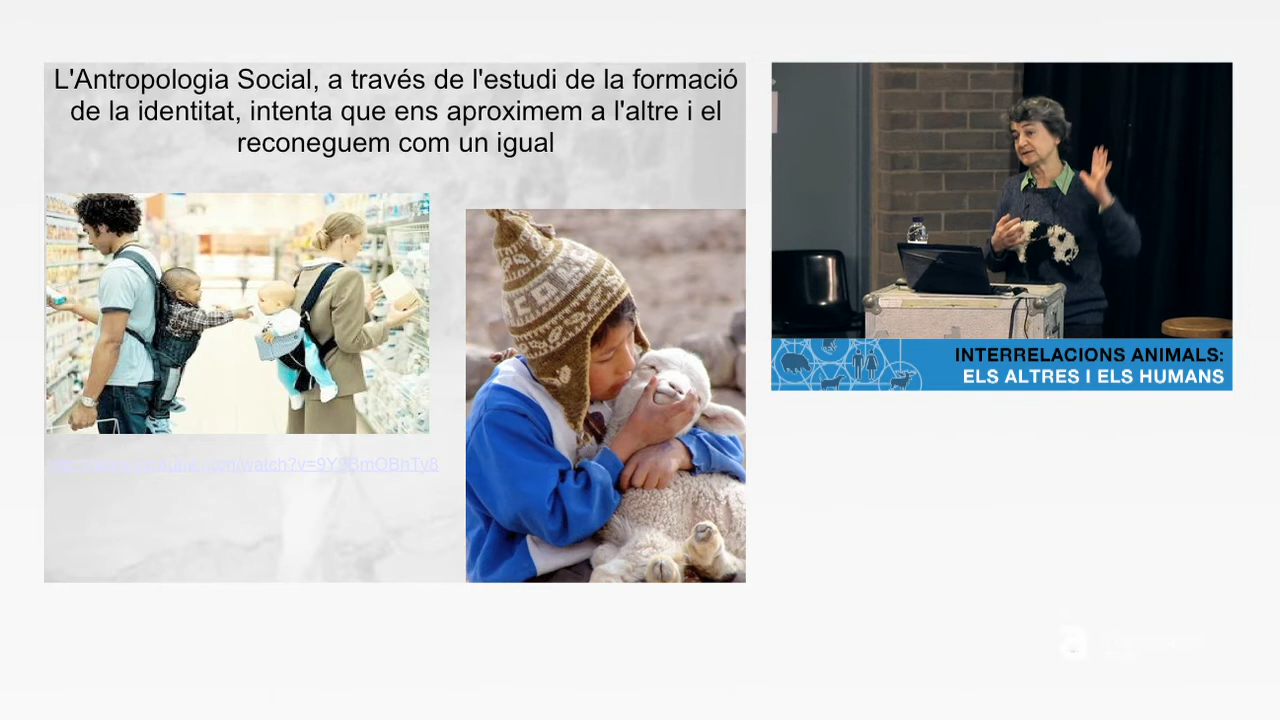 L'Antropologia Social, a través de l'estudi de la formació
de la identitat, intenta que ens aproximem a l'altre i el
reconeguem com un igual
INTERRELACIONS ANIMALS:
ELS ALTRES I ELS HUMANS